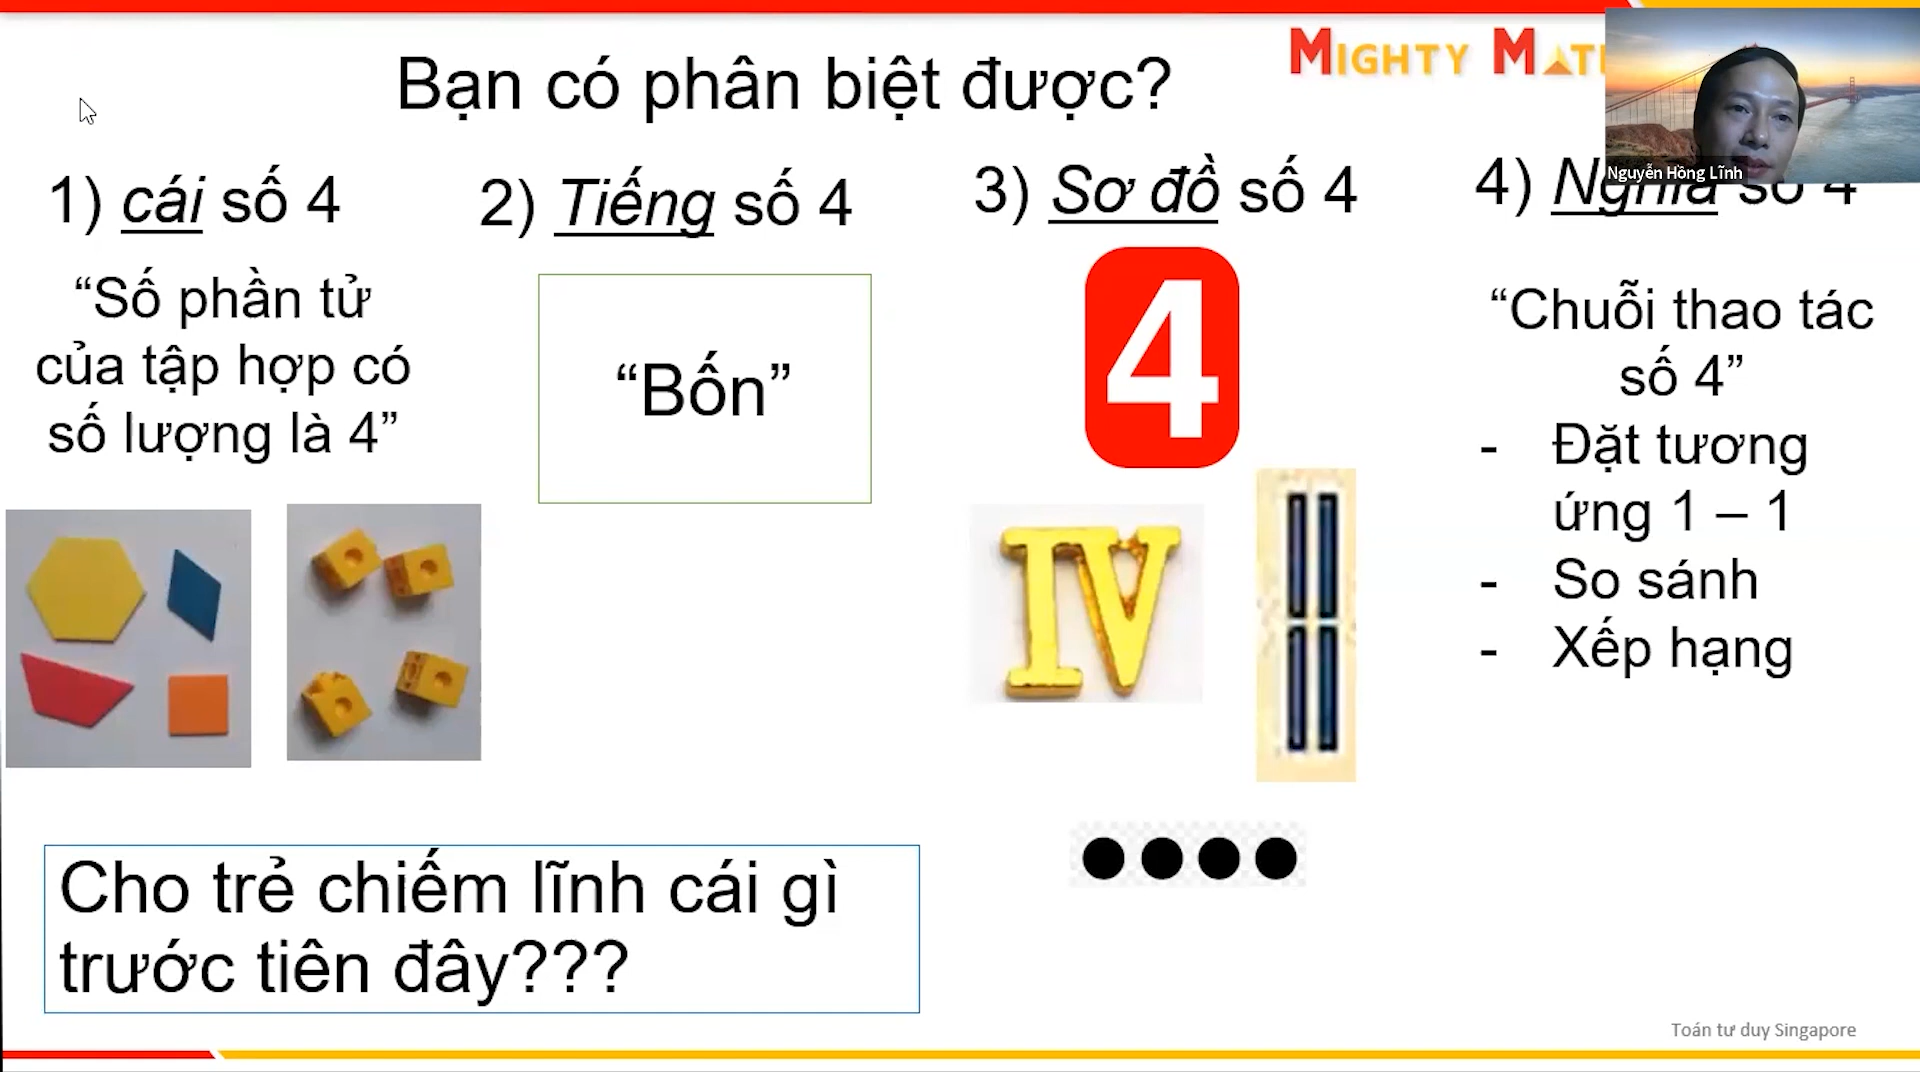 Bạn có phân biệt được?
MIGHTY
Nguyễn Hồng Lĩnh
1) cái số 4
2) Tiếng số 4
3) Sơ đồ số 4
4) Nghĩa số 4
“Số phần tử
của tập hợp có
số lượng là 4”
“Bốn”
4
IV
“Chuỗi thao tác
số 4”
- Đặt tương
ứng 1 – 1
- So sánh
- Xếp hạng
Cho trẻ chiếm lĩnh cái gì
trước tiên đây???
Toán tư duy Singapore